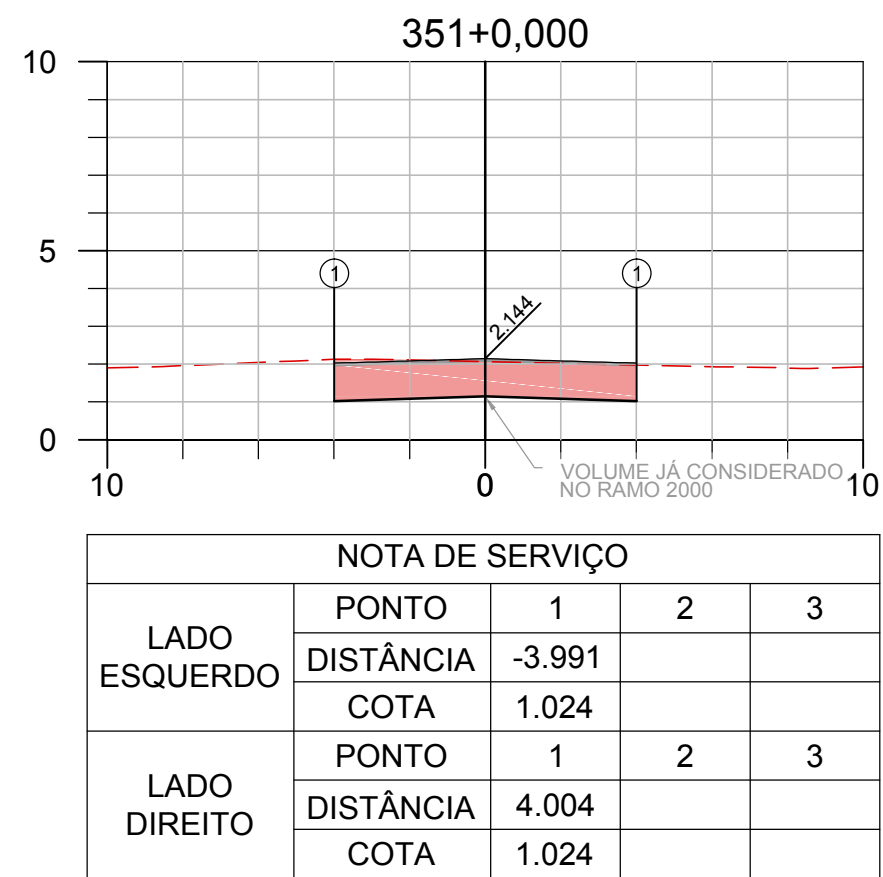 351+0,000
10
5
1
1
2.144
0
10
0
10
VOLUME JÁ CONSIDERADO
NO RAMO 2000
NOTA DE SERVIÇO
LADO ESQUERDO
PONTO 1 2 3
DISTÂNCIA -3.991
COTA 1.024
LADO DIREITO
PONTO 1 2 3
DISTÂNCIA 4.004
COTA 1.024